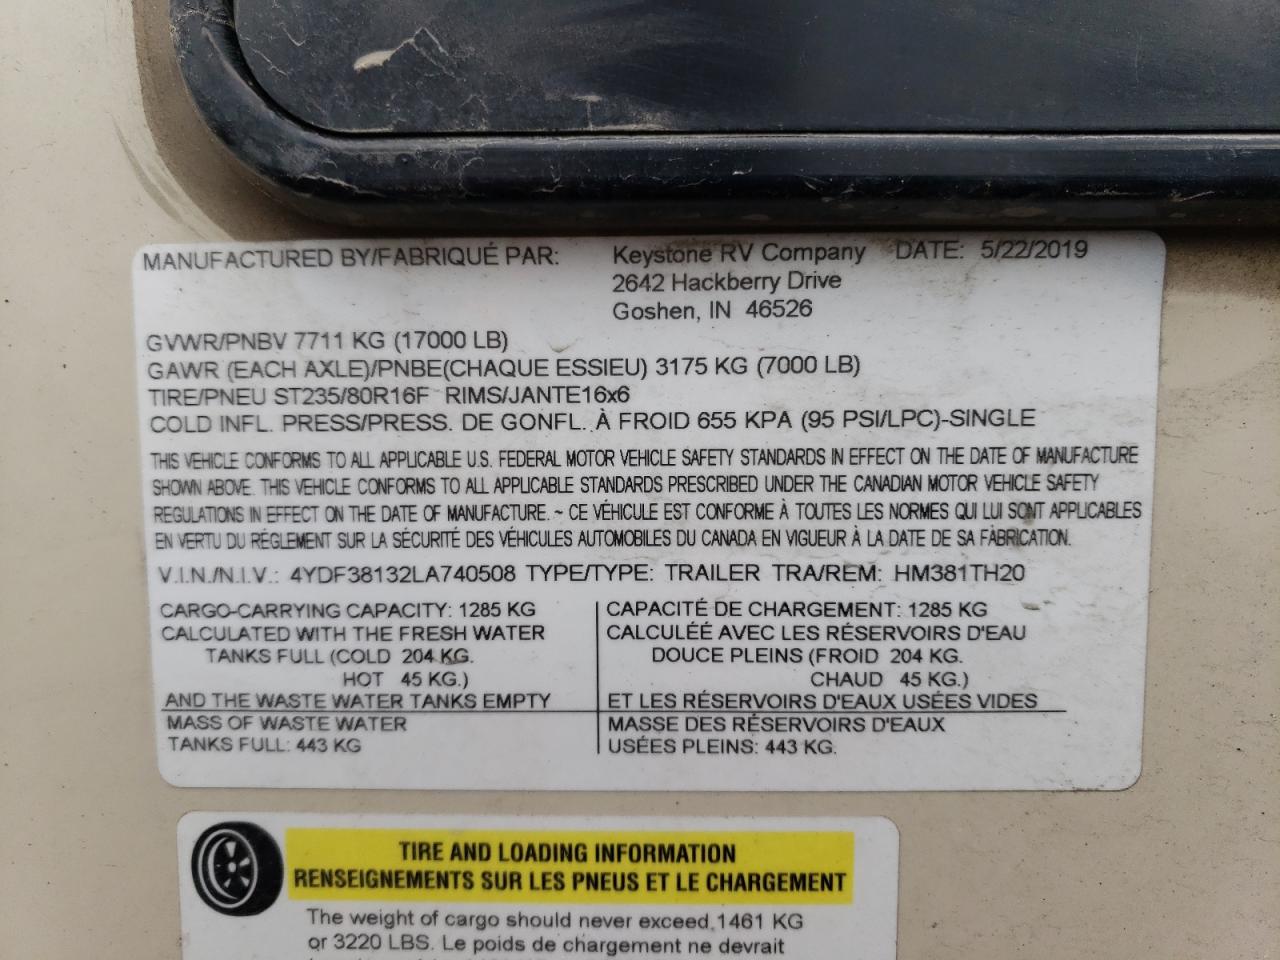 MANUFACTURED BY/FABRIQUÉ PAR: Keystone RV Company DATE: 5/22/2019
2642 Hackberry Drive
Goshen, IN 46526
GVWR/PNBV 7711 KG (17000 LB)
GAWR (EACH AXLE)/PNBE(CHAQUE ESSIEU) 3175 KG (7000 LB)
TIRE/PNEU ST235/80R16F RIMS/JANTE16x6
COLD INFL. PRESS/PRESS. DE GONFL. À FROID 655 KPA (95 PSI/LPC)-SINGLE
THIS VEHICLE CONFORMS TO ALL APPLICABLE U.S. FEDERAL MOTOR VEHICLE SAFETY STANDARDS IN EFFECT ON THE DATE OF MANUFACTURE
SHOWN ABOVE. THIS VEHICLE CONFORMS TO ALL APPLICABLE STANDARDS PRESCRIBED UNDER THE CANADIAN MOTOR VEHICLE SAFETY
REGULATIONS IN EFFECT ON THE DATE OF MANUFACTURE. ~ CE VÉHICULE EST CONFORME À TOUTES LES NORMES QUI LUI SONT APPLICABLES
EN VERTU DU RÉGLEMENT SUR LA SÉCURITÉ DES VÉHICULES AUTOMOBILES DU CANADA EN VIGUEUR À LA DATE DE SA FABRICATION.
V.I.N./N.I.V.: 4YDF38132LA740508 TYPE/TYPE: TRAILER TRA/REM: HM381TH20
CARGO-CARRYING CAPACITY: 1285 KG
CALCULATED WITH THE FRESH WATER
TANKS FULL (COLD 204 KG.
HOT 45 KG.)
AND THE WASTE WATER TANKS EMPTY
MASS OF WASTE WATER
TANKS FULL: 443 KG
CAPACITÉ DE CHARGEMENT: 1285 KG
CALCULÉE AVEC LES RÉSERVOIRS D'EAU
DOUCE PLEINS (FROID 204 KG.
CHAUD 45 KG.)
ET LES RÉSERVOIRS D'EAUX USÉES VIDES
MASSE DES RÉSERVOIRS D'EAUX
USÉES PLEINS: 443 KG.
TIRE AND LOADING INFORMATION
RENSEIGNEMENTS SUR LES PNEUS ET LE CHARGEMENT
The weight of cargo should never exceed 1461 KG
or 3220 LBS. Le poids de chargement ne devrait